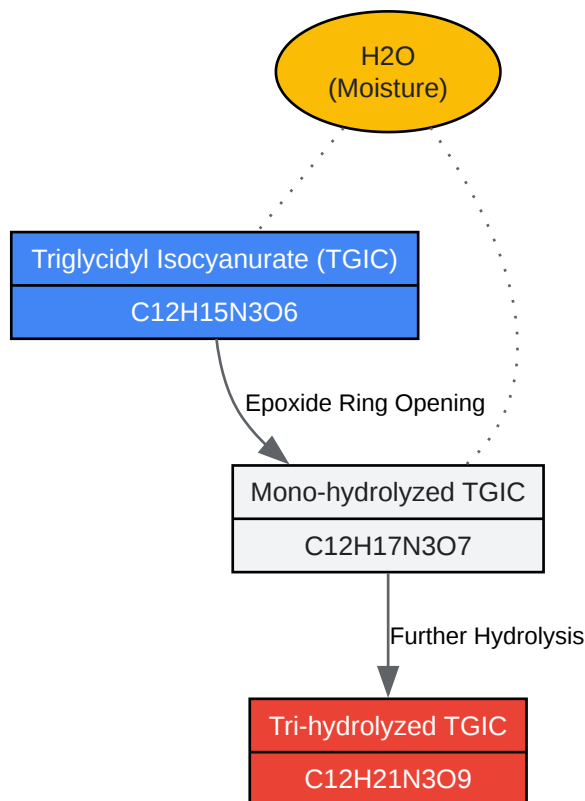 H2O
(Moisture)
Triglycidyl Isocyanurate (TGIC)
C12H15N3O6
Epoxide Ring Opening
Mono-hydrolyzed TGIC
C12H17N3O7
Further Hydrolysis
Tri-hydrolyzed TGIC
C12H21N3O9